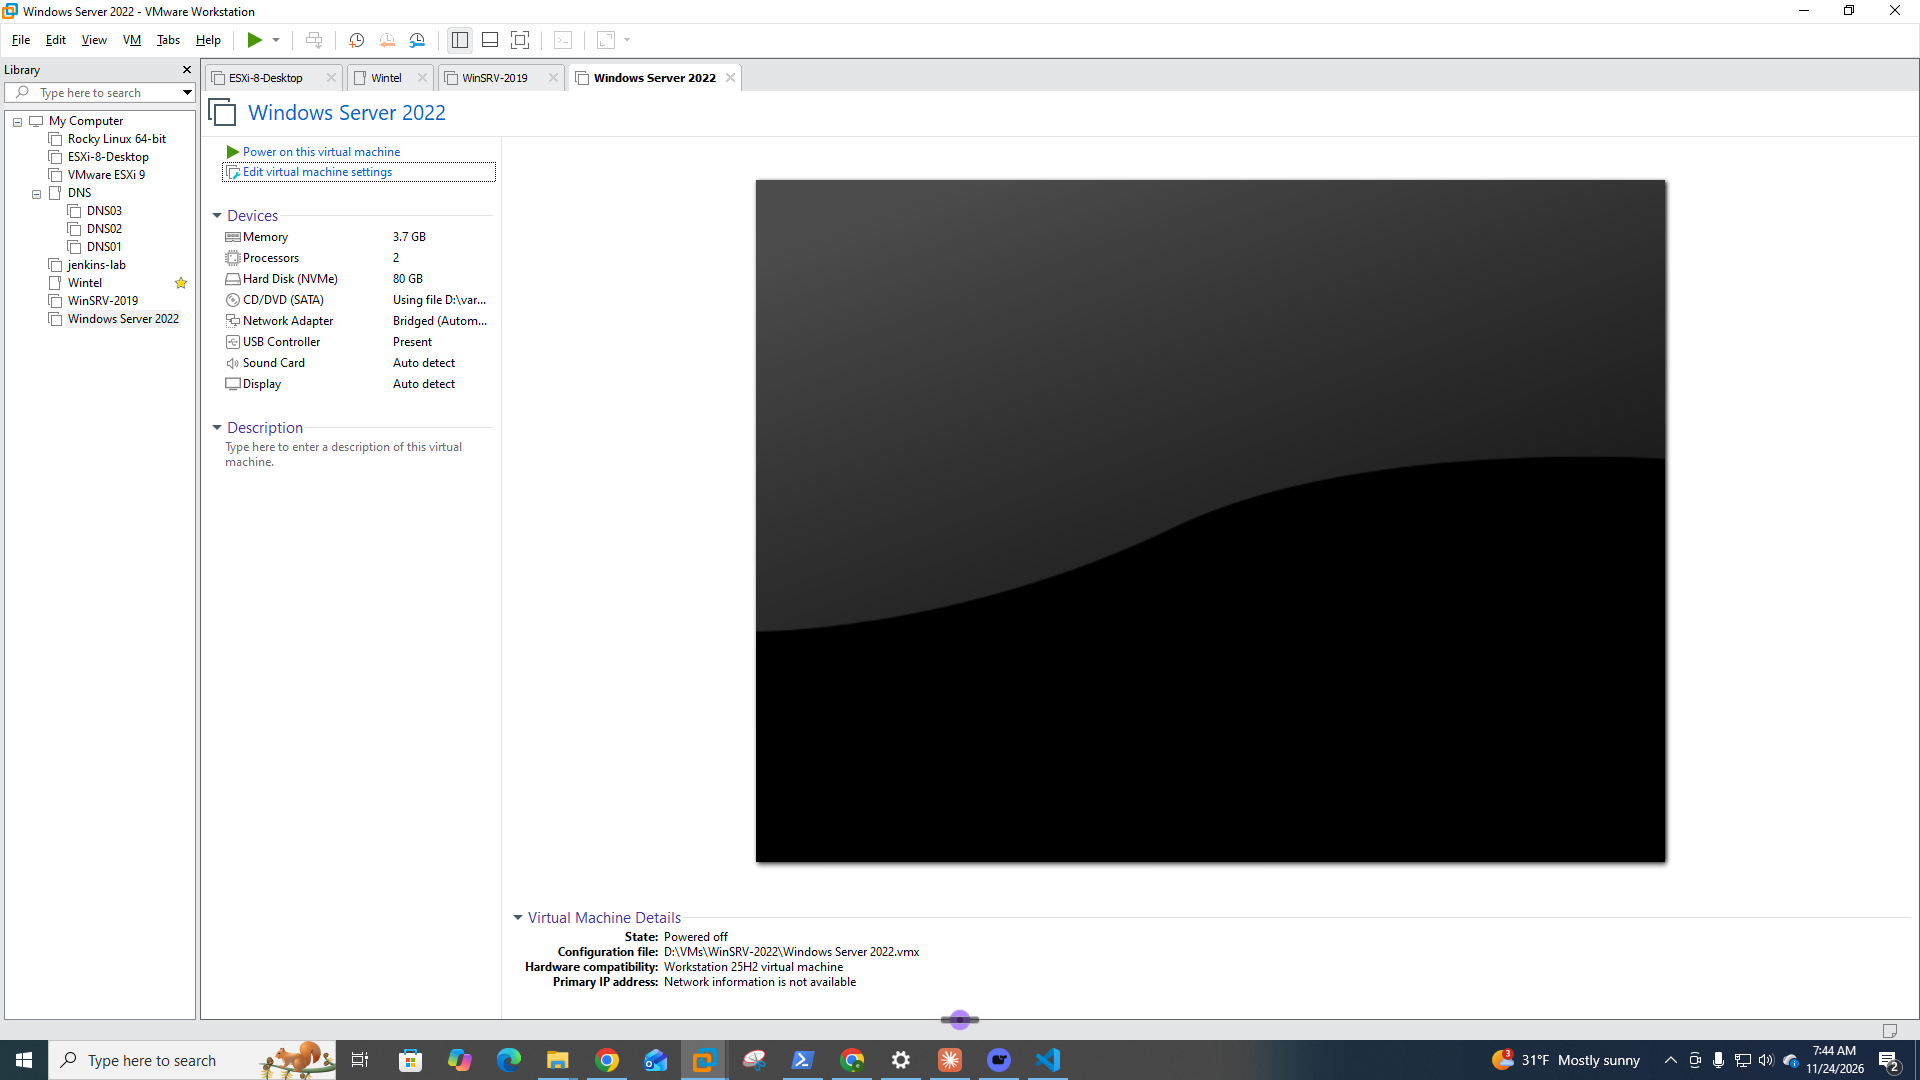 Windows Server 2022 - VMware Workstation
File Edit View VM Tabs Help
Library
Type here to search
My Computer
Rocky Linux 64-bit
ESXi-8-Desktop
VMware ESXi 9
DNS
DNS03
DNS02
DNS01
jenkins-lab
Wintel
WinSRV-2019
Windows Server 2022
ESXi-8-Desktop Wintel WinSRV-2019 Windows Server 2022
Windows Server 2022
Power on this virtual machine
Edit virtual machine settings
Devices
Memory 3.7 GB
Processors 2
Hard Disk (NVMe) 80 GB
CD/DVD (SATA) Using file D:\var...
Network Adapter Bridged (Autom...
USB Controller Present
Sound Card Auto detect
Display Auto detect
Description
Type here to enter a description of this virtual
machine.
Virtual Machine Details
State: Powered off
Configuration file: D:\VMs\WinSRV-2022\Windows Server 2022.vmx
Hardware compatibility: Workstation 25H2 virtual machine
Primary IP address: Network information is not available
Type here to search
3
31°F Mostly sunny
7:44 AM
11/24/2026
2